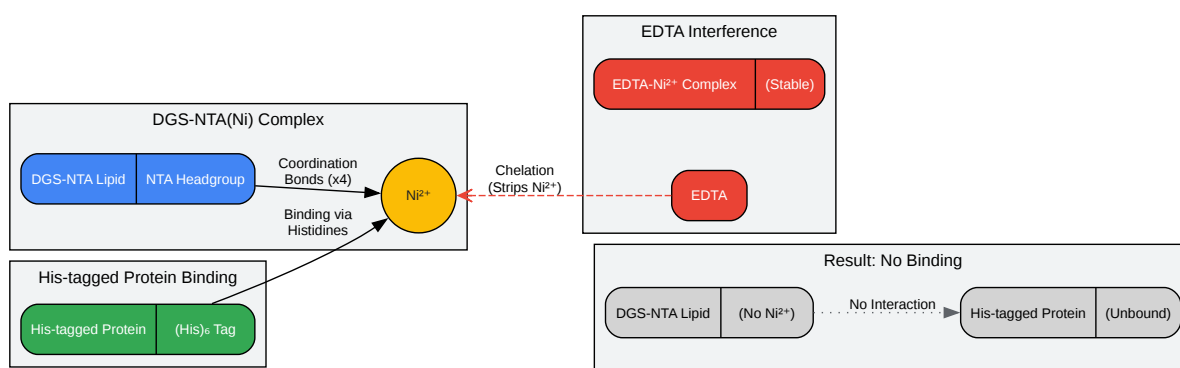 EDTA Interference
EDTA-Ni²⁺ Complex
(Stable)
DGS-NTA(Ni) Complex
DGS-NTA Lipid
NTA Headgroup
Coordination
Bonds (x4)
Ni²⁺
Chelation
(Strips Ni²⁺)
EDTA
Binding via
Histidines
His-tagged Protein Binding
His-tagged Protein
(His)₆ Tag
Result: No Binding
DGS-NTA Lipid
(No Ni²⁺)
No Interaction
His-tagged Protein
(Unbound)